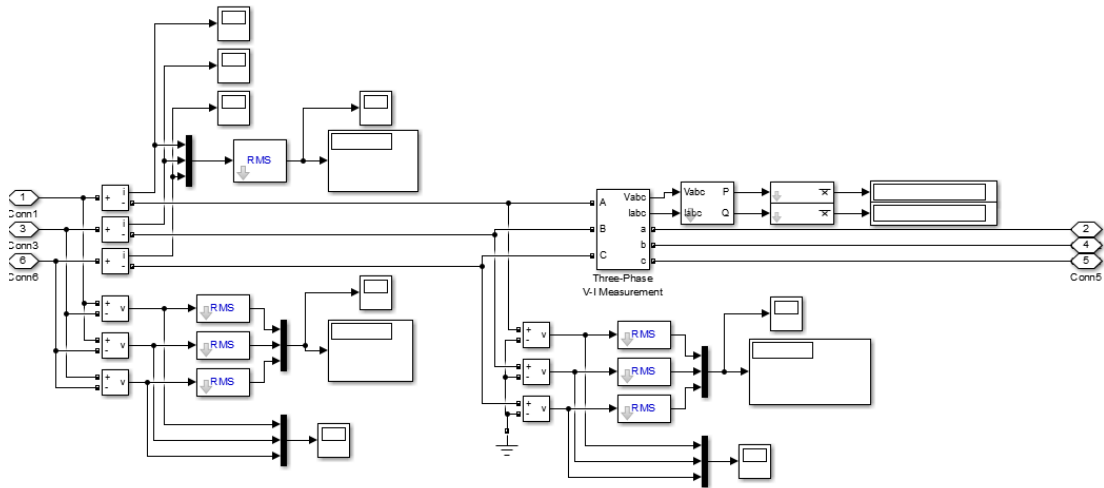 RMS
1
Conn1
+
i
-
3
Conn3
+
i
-
6
Conn6
+
i
-
A
B
C
Vabc
Iabc
a
b
c
Three-Phase
V-I Measurement
Vabc
Iabc
P
Q
x
x
2
4
5
Conn5
+
-
v
RMS
+
-
v
RMS
+
-
v
RMS
+
-
v
RMS
+
-
v
RMS
+
-
v
RMS